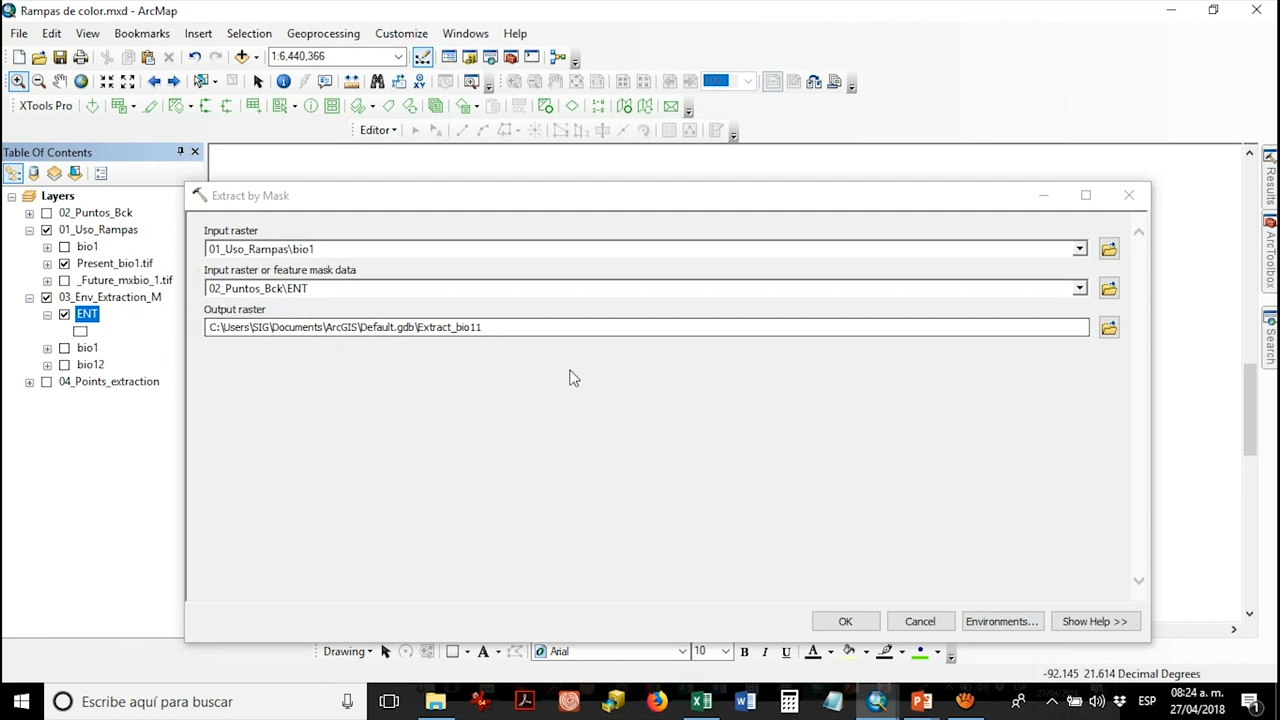 Rampas de color.mxd - ArcMap
File Edit View Bookmarks Insert Selection Geoprocessing Customize Windows Help
1:6,440,366
XTools Pro
Editor
Table Of Contents
Layers
02_Puntos_Bck
01_Uso_Rampas
bio1
Present_bio1.tif
_Future_mxbio_1.tif
03_Env_Extraction_M
ENT
bio1
bio12
04_Points_extraction
Extract by Mask
Input raster
01_Uso_Rampas\bio1
Input raster or feature mask data
02_Puntos_Bck\ENT
Output raster
C:\Users\SIG\Documents\ArcGIS\Default.gdb\Extract_bio11
OK Cancel Environments... Show Help >>
Results
ArcToolbox
Search
Drawing A Arial 10 B I U A
-92.145 21.614 Decimal Degrees
Escribe aquí para buscar
ESP
08:24 a. m.
27/04/2018